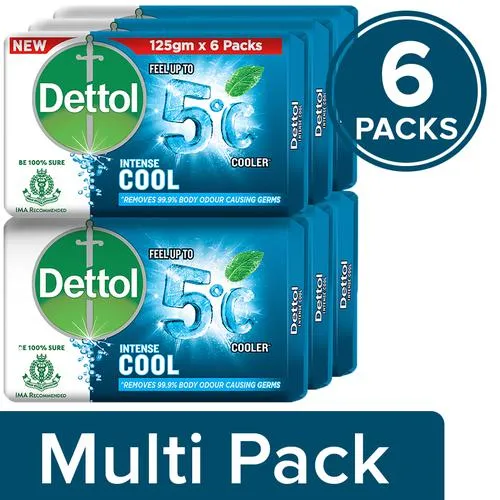 NEW
125gm x 6 Packs
Dettol
FEEL UP TO
5°C
COOLER*
BE 100% SURE
INTENSE
COOL
IMA RECOMMENDED
*REMOVES 99.9% BODY ODOUR CAUSING GERMS
Dettol
INTENSE COOL
Dettol
INTENSE COOL
6
PACKS
Dettol
FEEL UP TO
5°C
COOLER*
BE 100% SURE
INTENSE
COOL
IMA RECOMMENDED
*REMOVES 99.9% BODY ODOUR CAUSING GERMS
Dettol
INTENSE COOL
Dettol
INTENSE COOL
Dettol
INTENSE COOL
Multi Pack